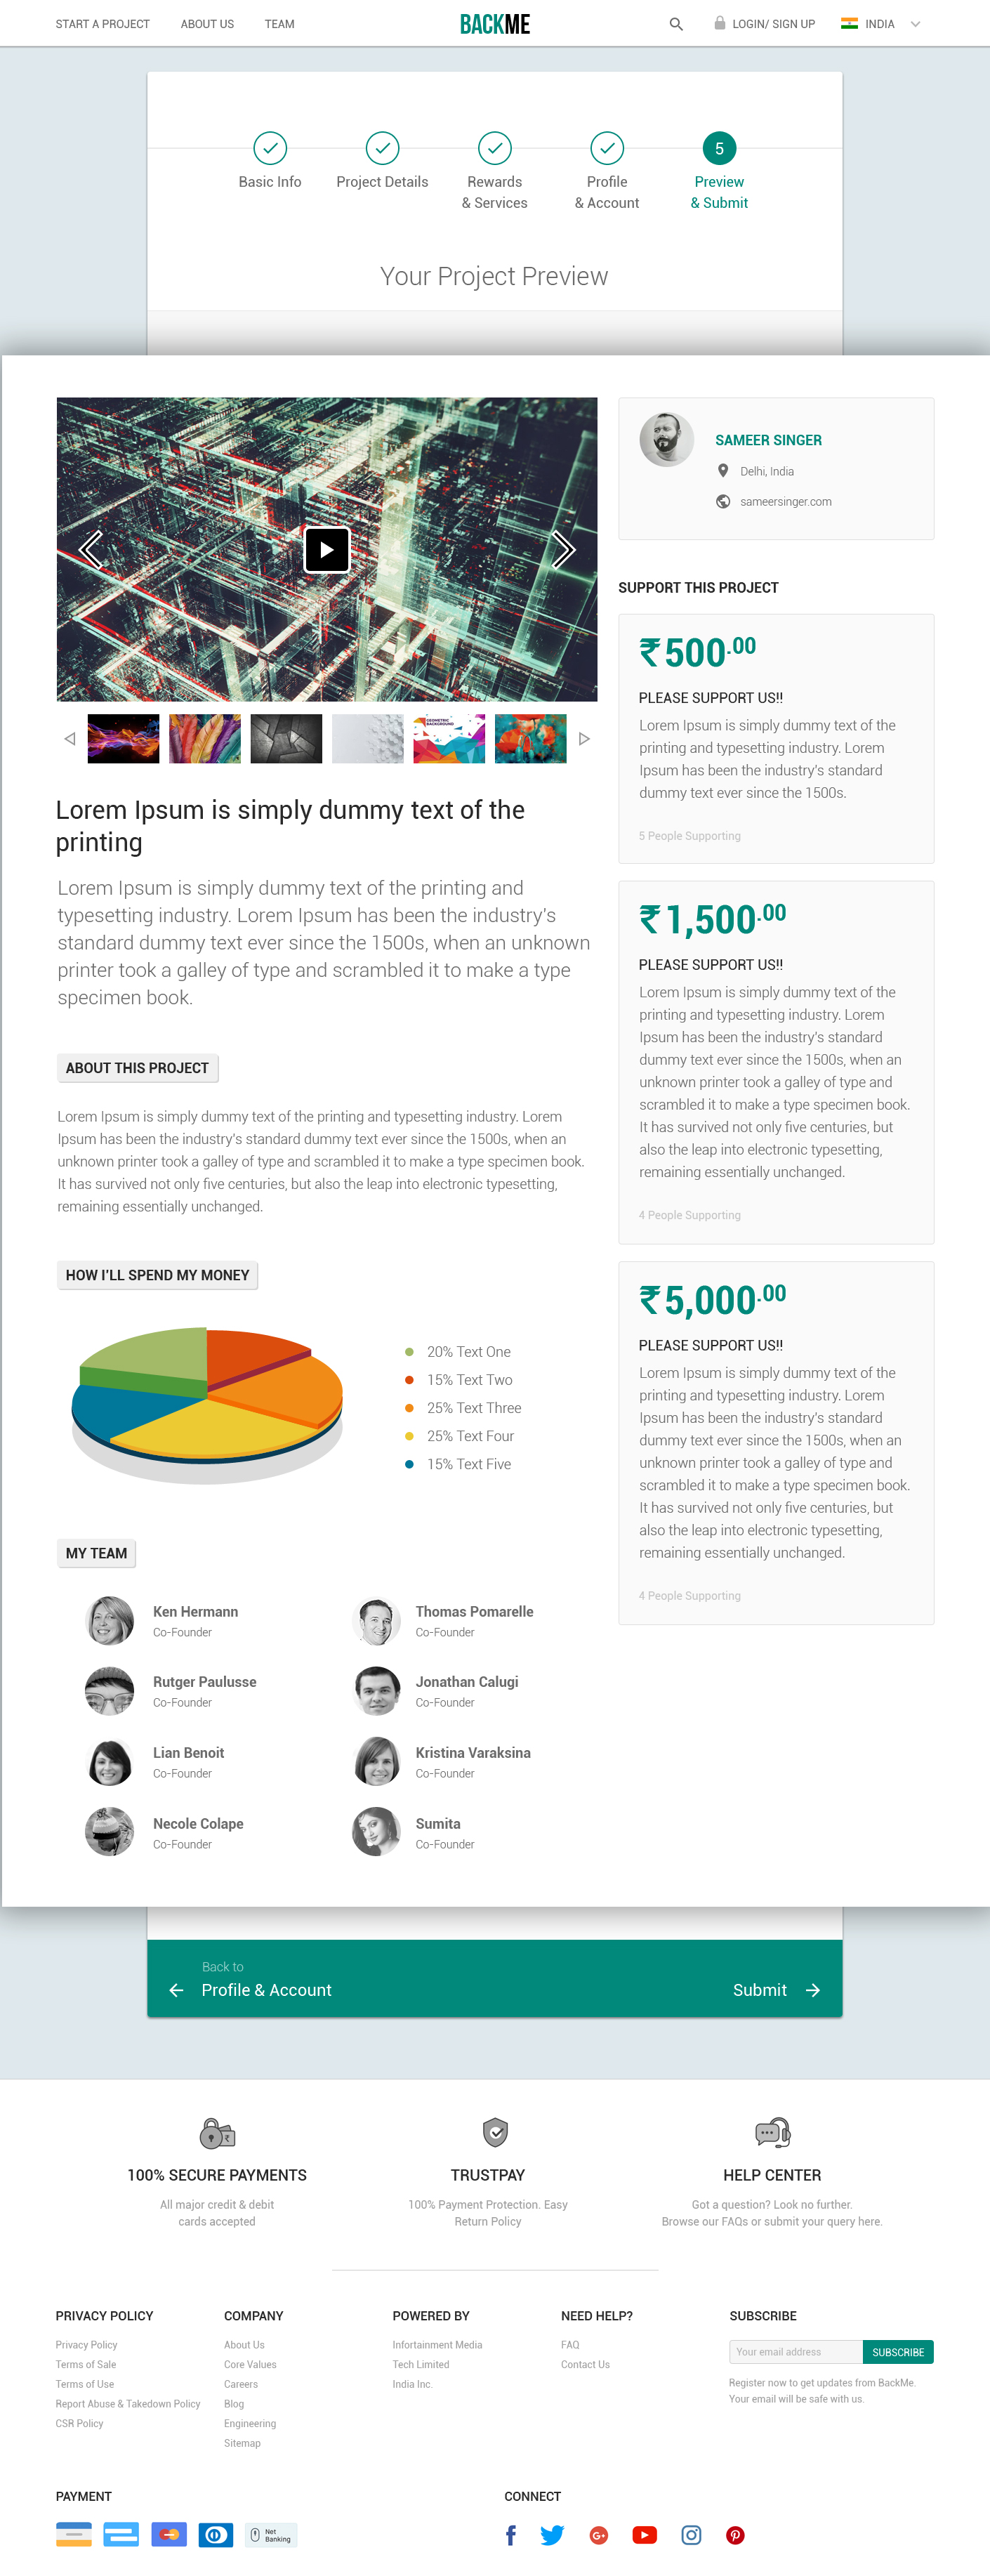 START A PROJECT
ABOUT US
TEAM
BACKME
LOGIN/ SIGN UP
INDIA
5
Basic Info
Project Details
Rewards
& Services
Profile
& Account
Preview
& Submit
Your Project Preview
GEOMETRIC
BACKGROUND
Lorem Ipsum is simply dummy text of the
printing
Lorem Ipsum is simply dummy text of the printing and
typesetting industry. Lorem Ipsum has been the industry's
standard dummy text ever since the 1500s, when an unknown
printer took a galley of type and scrambled it to make a type
specimen book.
ABOUT THIS PROJECT
Lorem Ipsum is simply dummy text of the printing and typesetting industry. Lorem
Ipsum has been the industry's standard dummy text ever since the 1500s, when an
unknown printer took a galley of type and scrambled it to make a type specimen book.
It has survived not only five centuries, but also the leap into electronic typesetting,
remaining essentially unchanged.
HOW I'LL SPEND MY MONEY
20% Text One
15% Text Two
25% Text Three
25% Text Four
15% Text Five
MY TEAM
Ken Hermann
Co-Founder
Thomas Pomarelle
Co-Founder
Rutger Paulusse
Co-Founder
Jonathan Calugi
Co-Founder
Lian Benoit
Co-Founder
Kristina Varaksina
Co-Founder
Necole Colape
Co-Founder
Sumita
Co-Founder
SAMEER SINGER
Delhi, India
sameersinger.com
SUPPORT THIS PROJECT
₹500.00
PLEASE SUPPORT US!!
Lorem Ipsum is simply dummy text of the
printing and typesetting industry. Lorem
Ipsum has been the industry's standard
dummy text ever since the 1500s.
5 People Supporting
₹1,500.00
PLEASE SUPPORT US!!
Lorem Ipsum is simply dummy text of the
printing and typesetting industry. Lorem
Ipsum has been the industry's standard
dummy text ever since the 1500s, when an
unknown printer took a galley of type and
scrambled it to make a type specimen book.
It has survived not only five centuries, but
also the leap into electronic typesetting,
remaining essentially unchanged.
4 People Supporting
₹5,000.00
PLEASE SUPPORT US!!
Lorem Ipsum is simply dummy text of the
printing and typesetting industry. Lorem
Ipsum has been the industry's standard
dummy text ever since the 1500s, when an
unknown printer took a galley of type and
scrambled it to make a type specimen book.
It has survived not only five centuries, but
also the leap into electronic typesetting,
remaining essentially unchanged.
4 People Supporting
Back to
Profile & Account
Submit
100% SECURE PAYMENTS
All major credit & debit
cards accepted
TRUSTPAY
100% Payment Protection. Easy
Return Policy
HELP CENTER
Got a question? Look no further.
Browse our FAQs or submit your query here.
PRIVACY POLICY
Privacy Policy
Terms of Sale
Terms of Use
Report Abuse & Takedown Policy
CSR Policy
COMPANY
About Us
Core Values
Careers
Blog
Engineering
Sitemap
POWERED BY
Infortainment Media
Tech Limited
India Inc.
NEED HELP?
FAQ
Contact Us
SUBSCRIBE
Your email address
SUBSCRIBE
Register now to get updates from BackMe.
Your email will be safe with us.
PAYMENT
Net
Banking
CONNECT